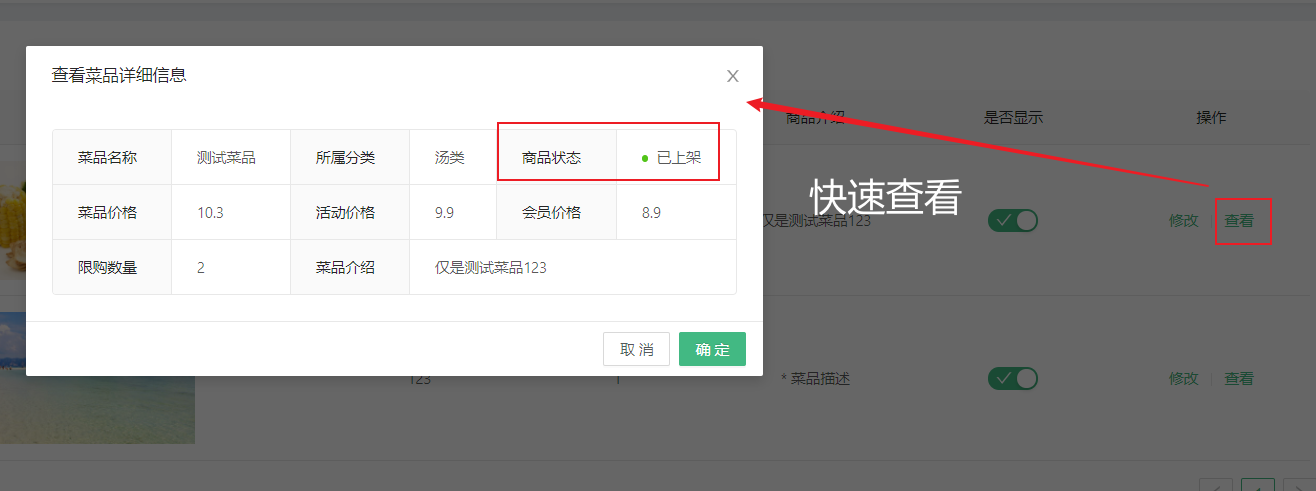 查看菜品详细信息
X
商品介绍 是否显示 操作
菜品名称 测试菜品 所属分类 汤类 商品状态 已上架
快速查看
菜品价格 10.3 活动价格 9.9 会员价格 8.9
仅是测试菜品123 修改 查看
限购数量 2 菜品介绍 仅是测试菜品123
取 消 确 定
123 1 * 菜品描述 修改 查看